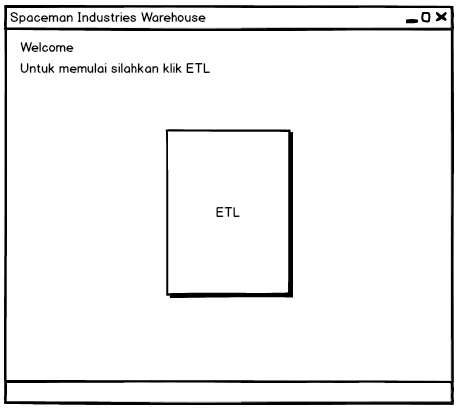 Spaceman Industries Warehouse
Welcome
Untuk memulai silahkan klik ETL
ETL